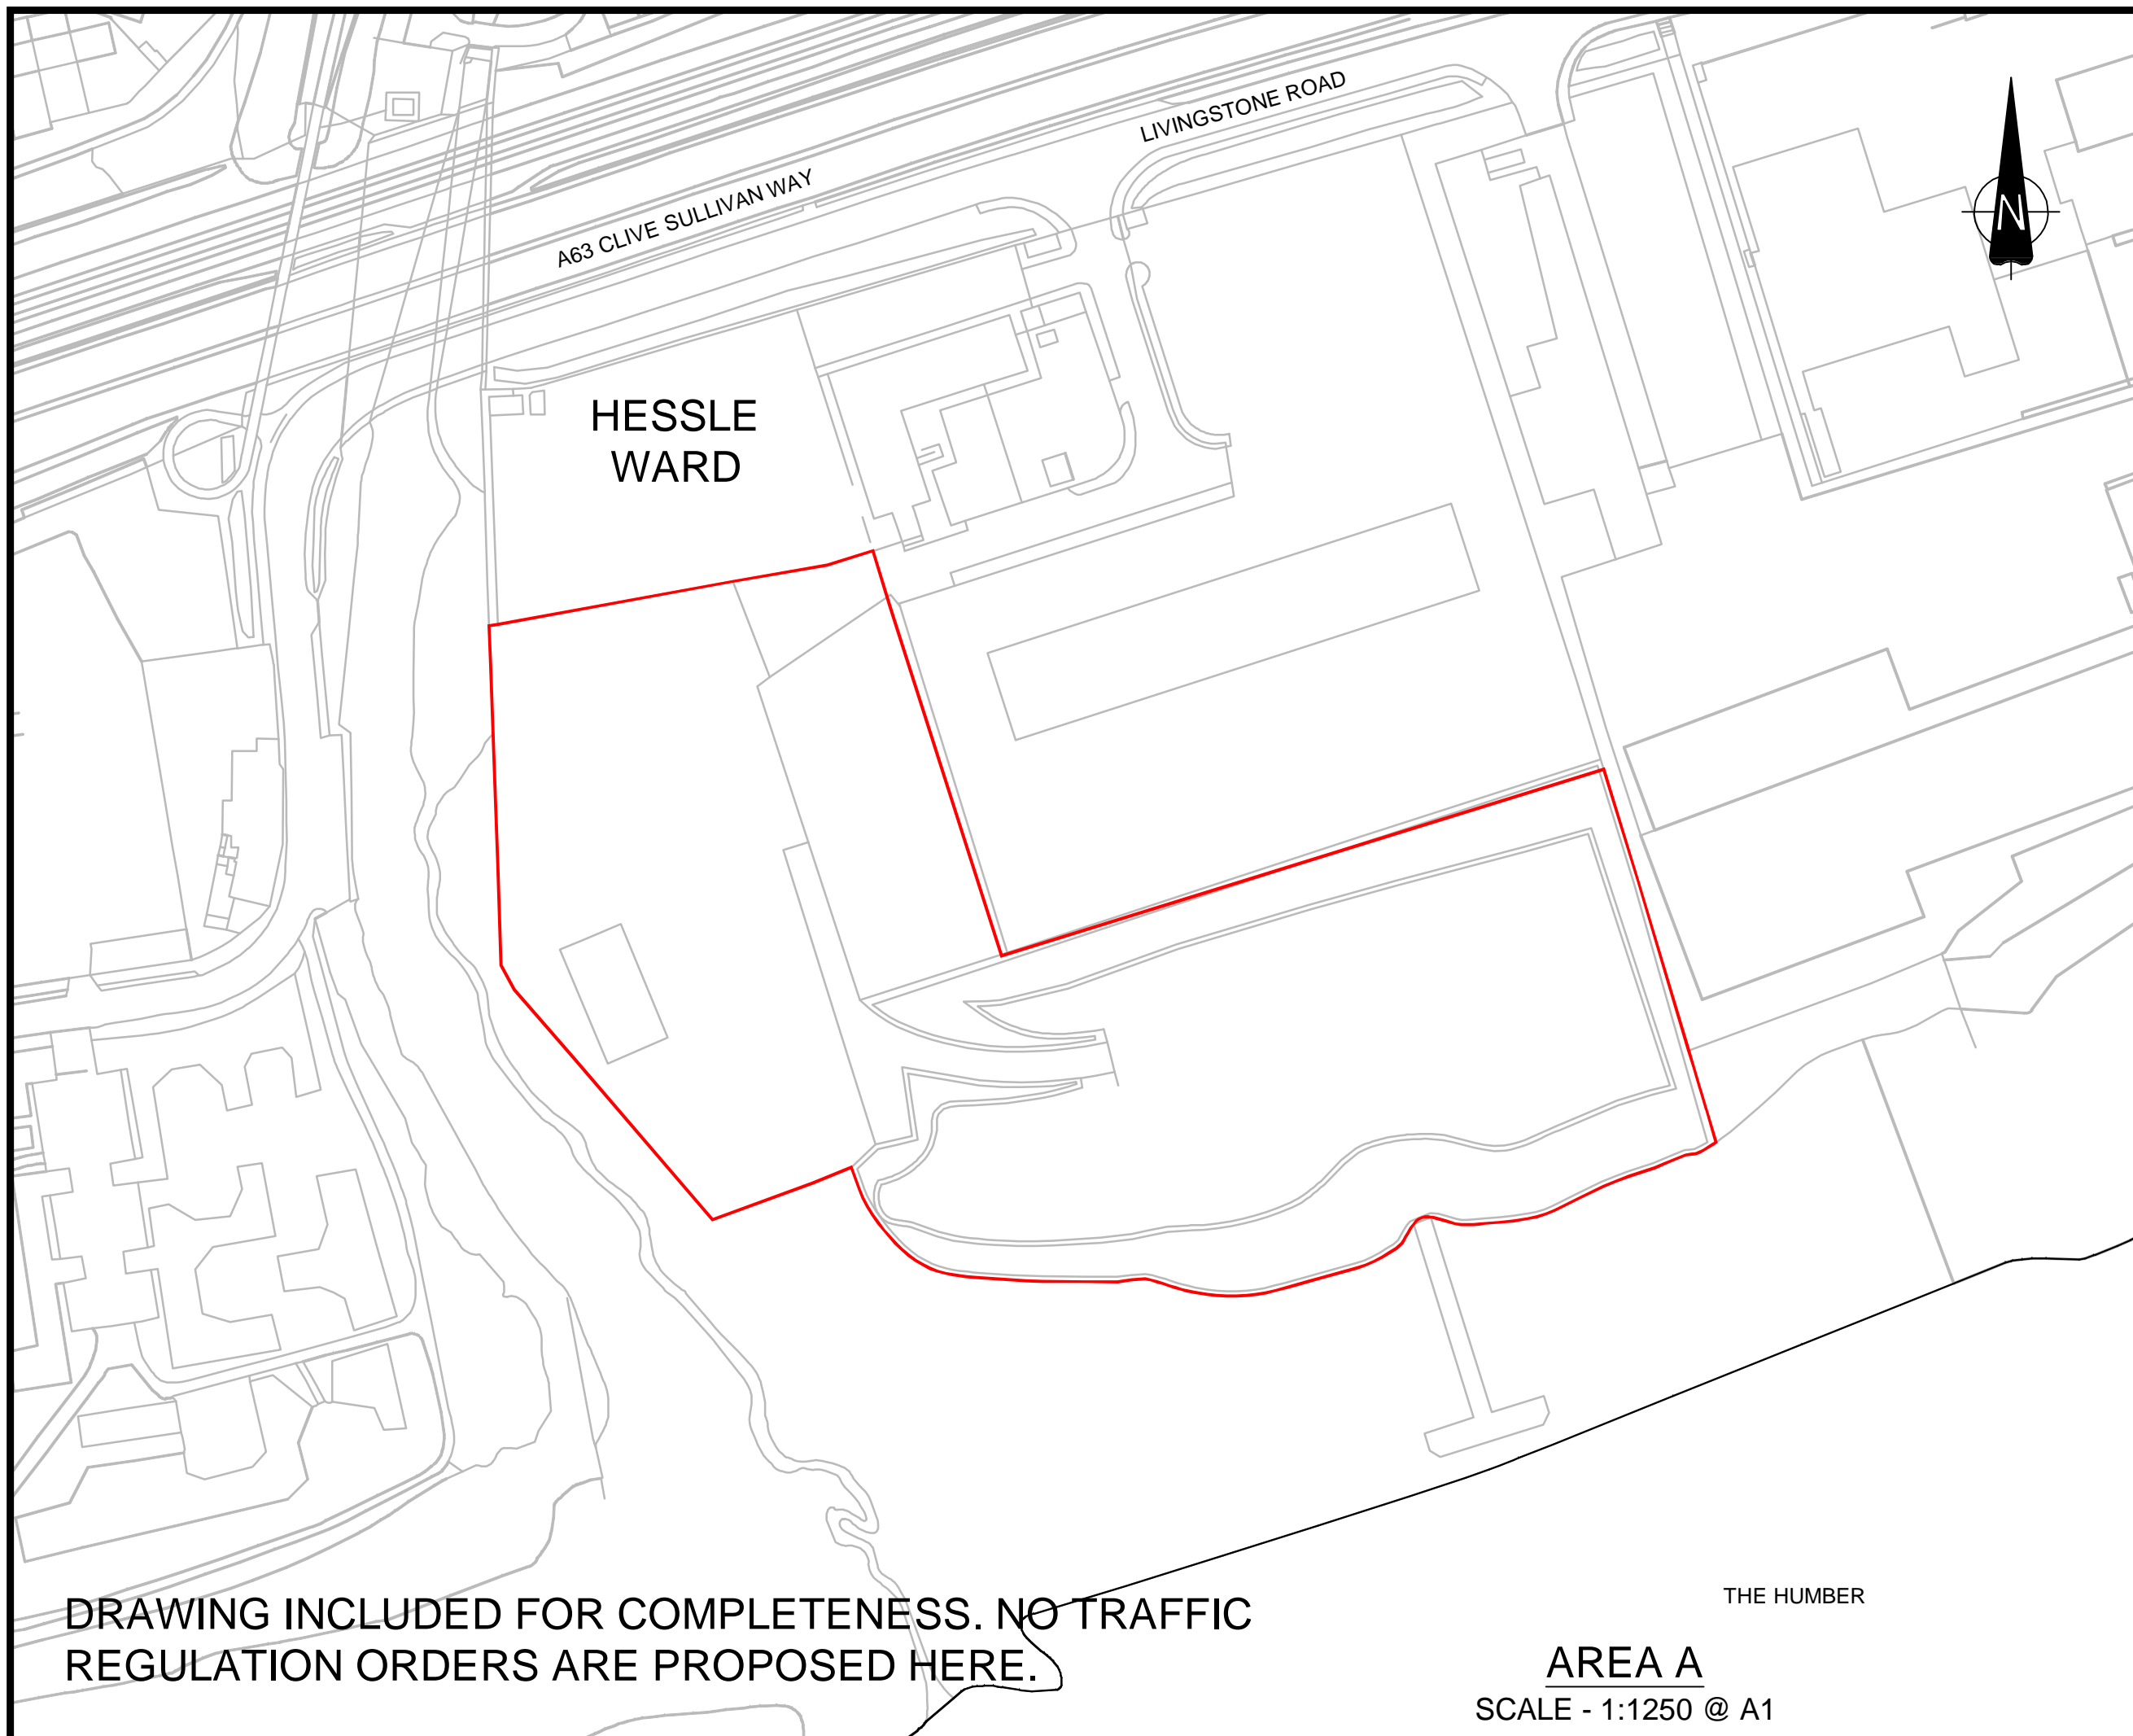 LIVINGSTONE ROAD
A63 CLIVE SULLIVAN WAY
N
HESSLE
WARD
DRAWING INCLUDED FOR COMPLETENESS. NO TRAFFIC
REGULATION ORDERS ARE PROPOSED HERE.
THE HUMBER
AREA A
SCALE - 1:1250 @ A1